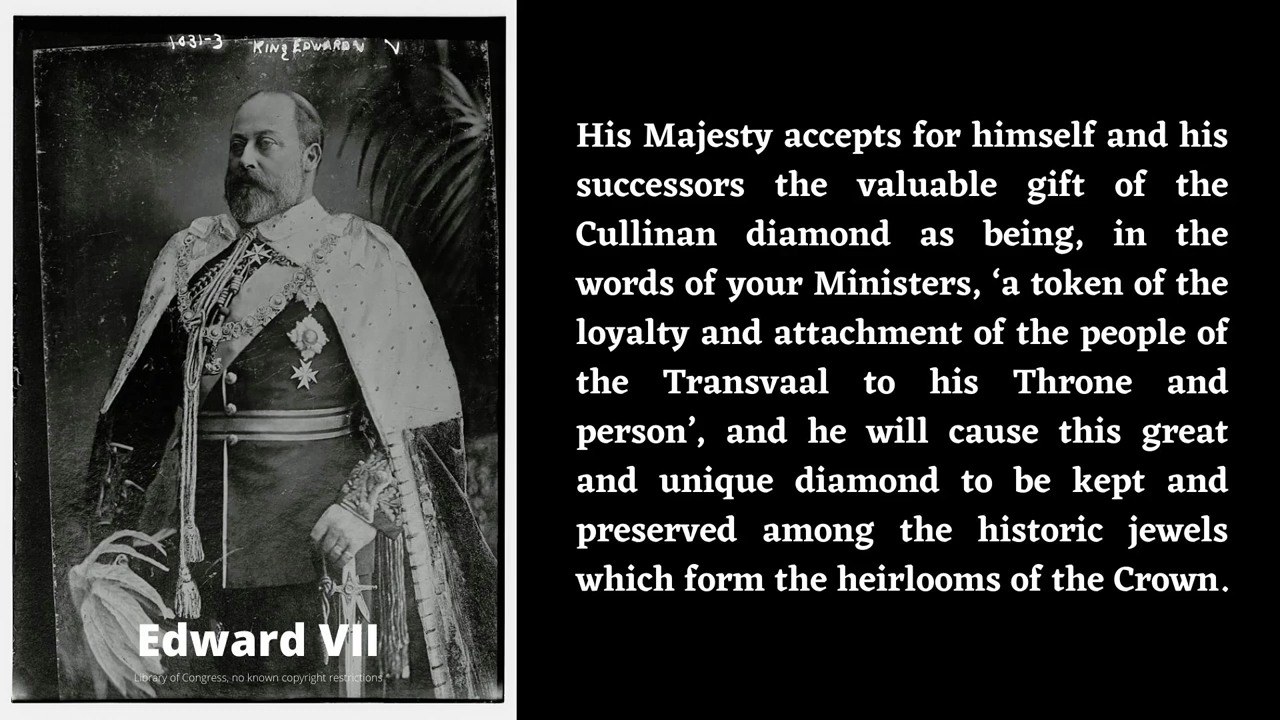 1031-3 KING EDWARD V
Edward VII
Library of Congress, no known copyright restrictions.
His Majesty accepts for himself and his
successors the valuable gift of the
Cullinan diamond as being, in the
words of your Ministers, ‘a token of the
loyalty and attachment of the people of
the Transvaal to his Throne and
person’, and he will cause this great
and unique diamond to be kept and
preserved among the historic jewels
which form the heirlooms of the Crown.